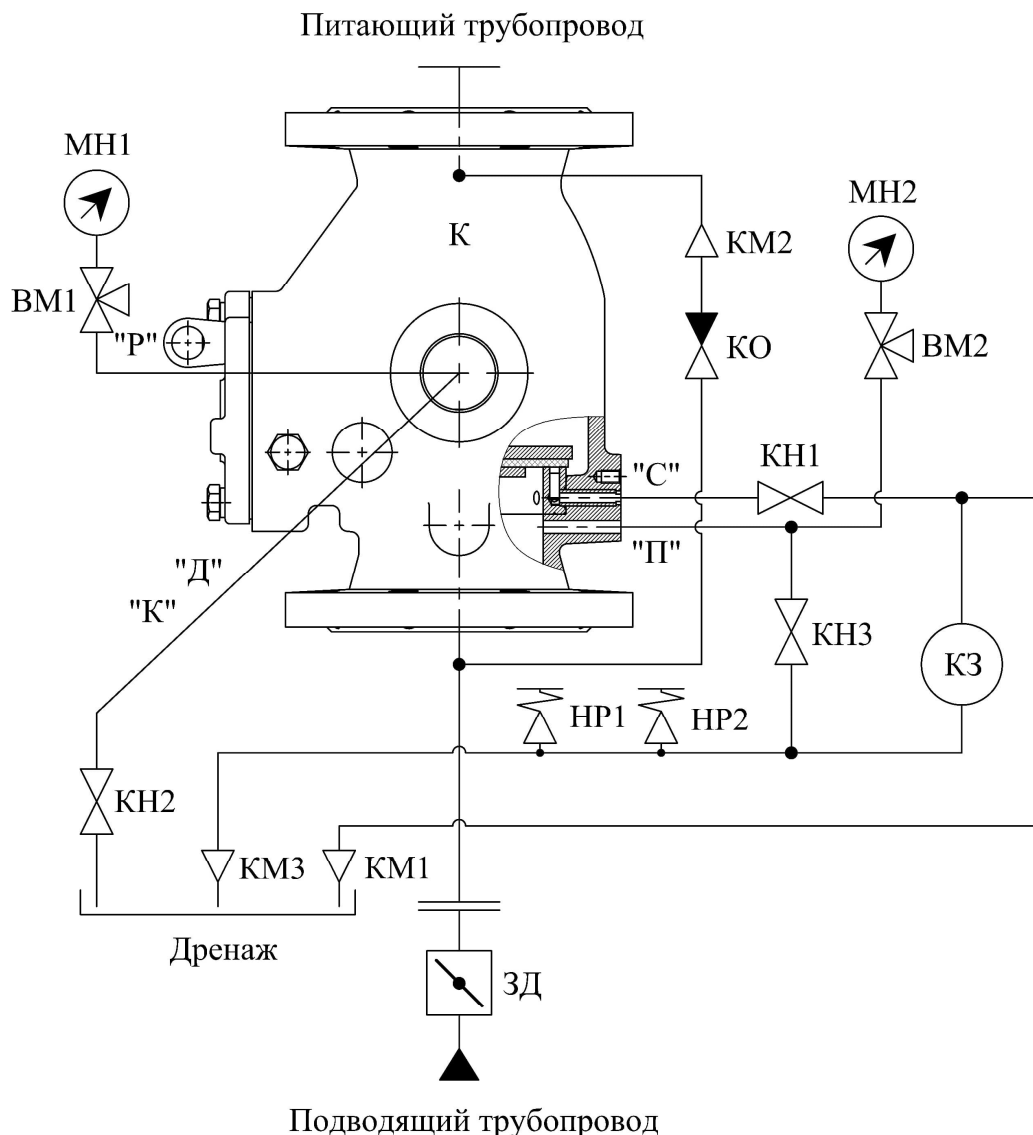 Питающий трубопровод
МН1
МН2
К
КМ2
ВМ1
"Р"
КО
ВМ2
"С"
КН1
"П"
"Д"
"К"
КН3
КЗ
НР1
НР2
КН2
КМ3
КМ1
Дренаж
ЗД
Подводящий трубопровод